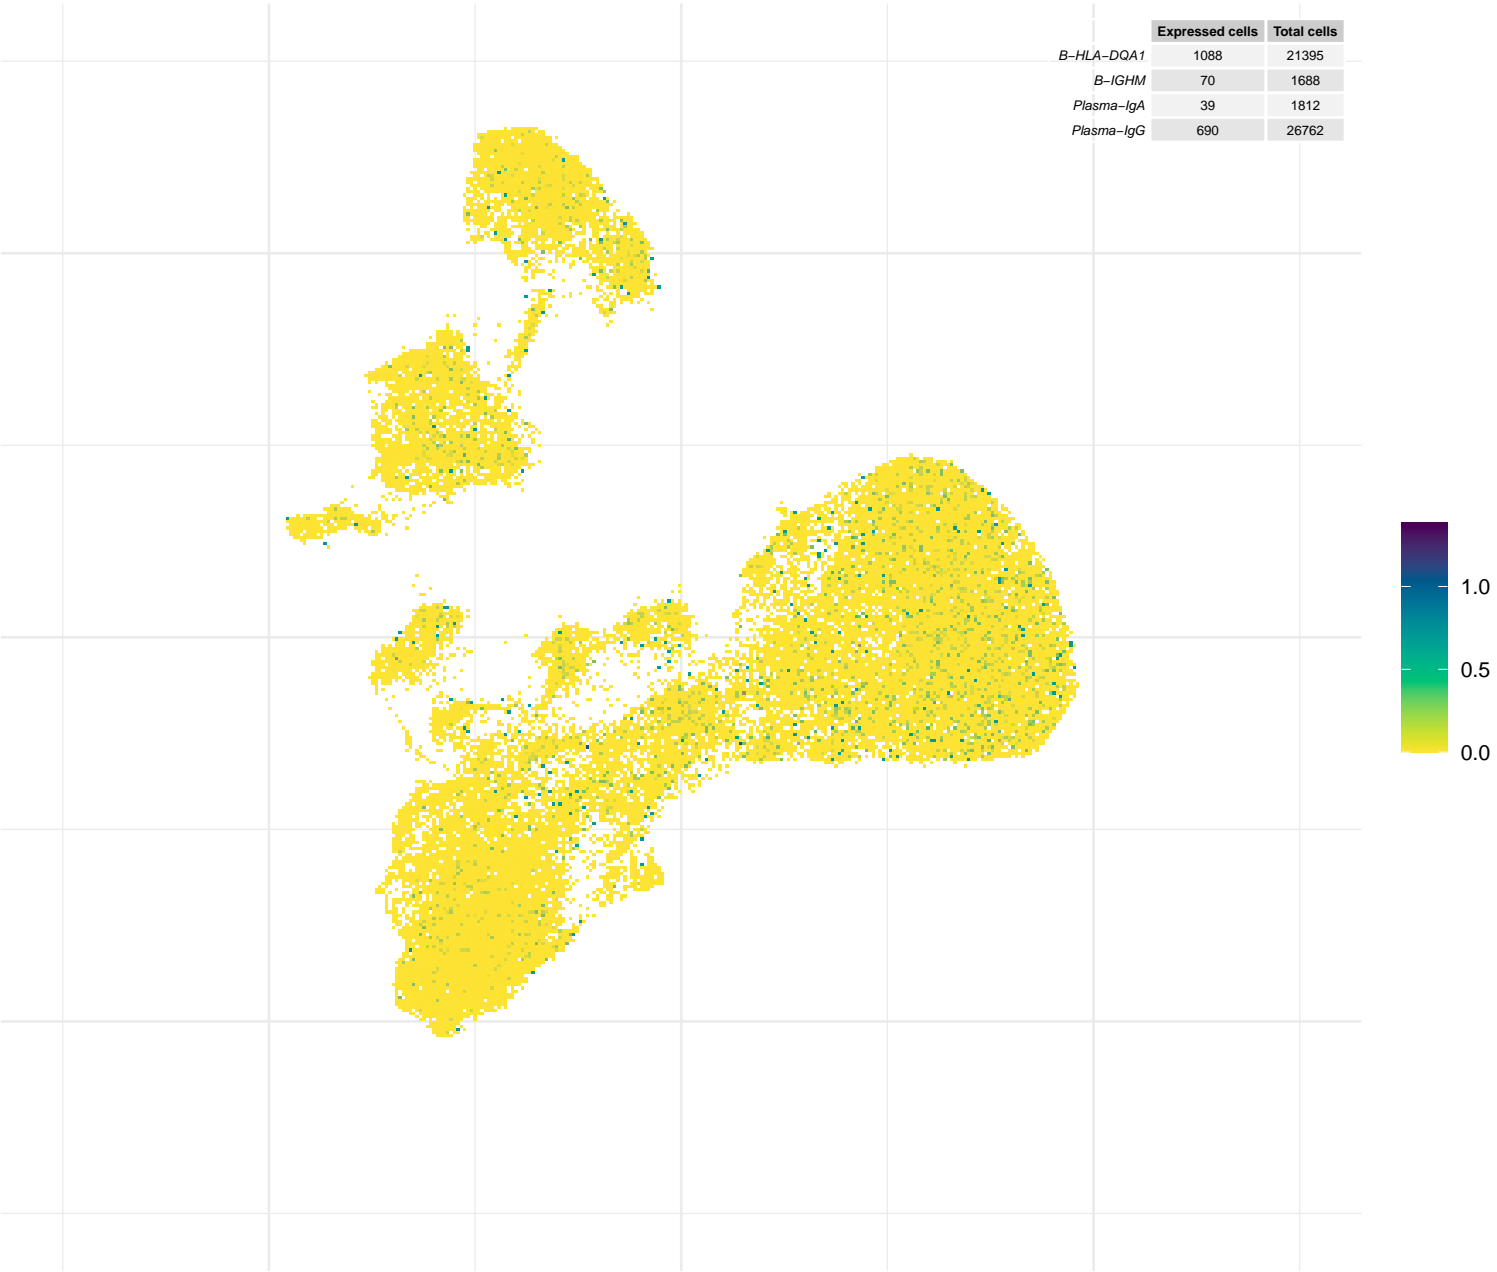 Expressed cells Total cells
B−HLA−DQA1 1088 21395
B−IGHM 70 1688
Plasma−IgA 39 1812
Plasma−IgG 690 26762
1.0
0.5
0.0